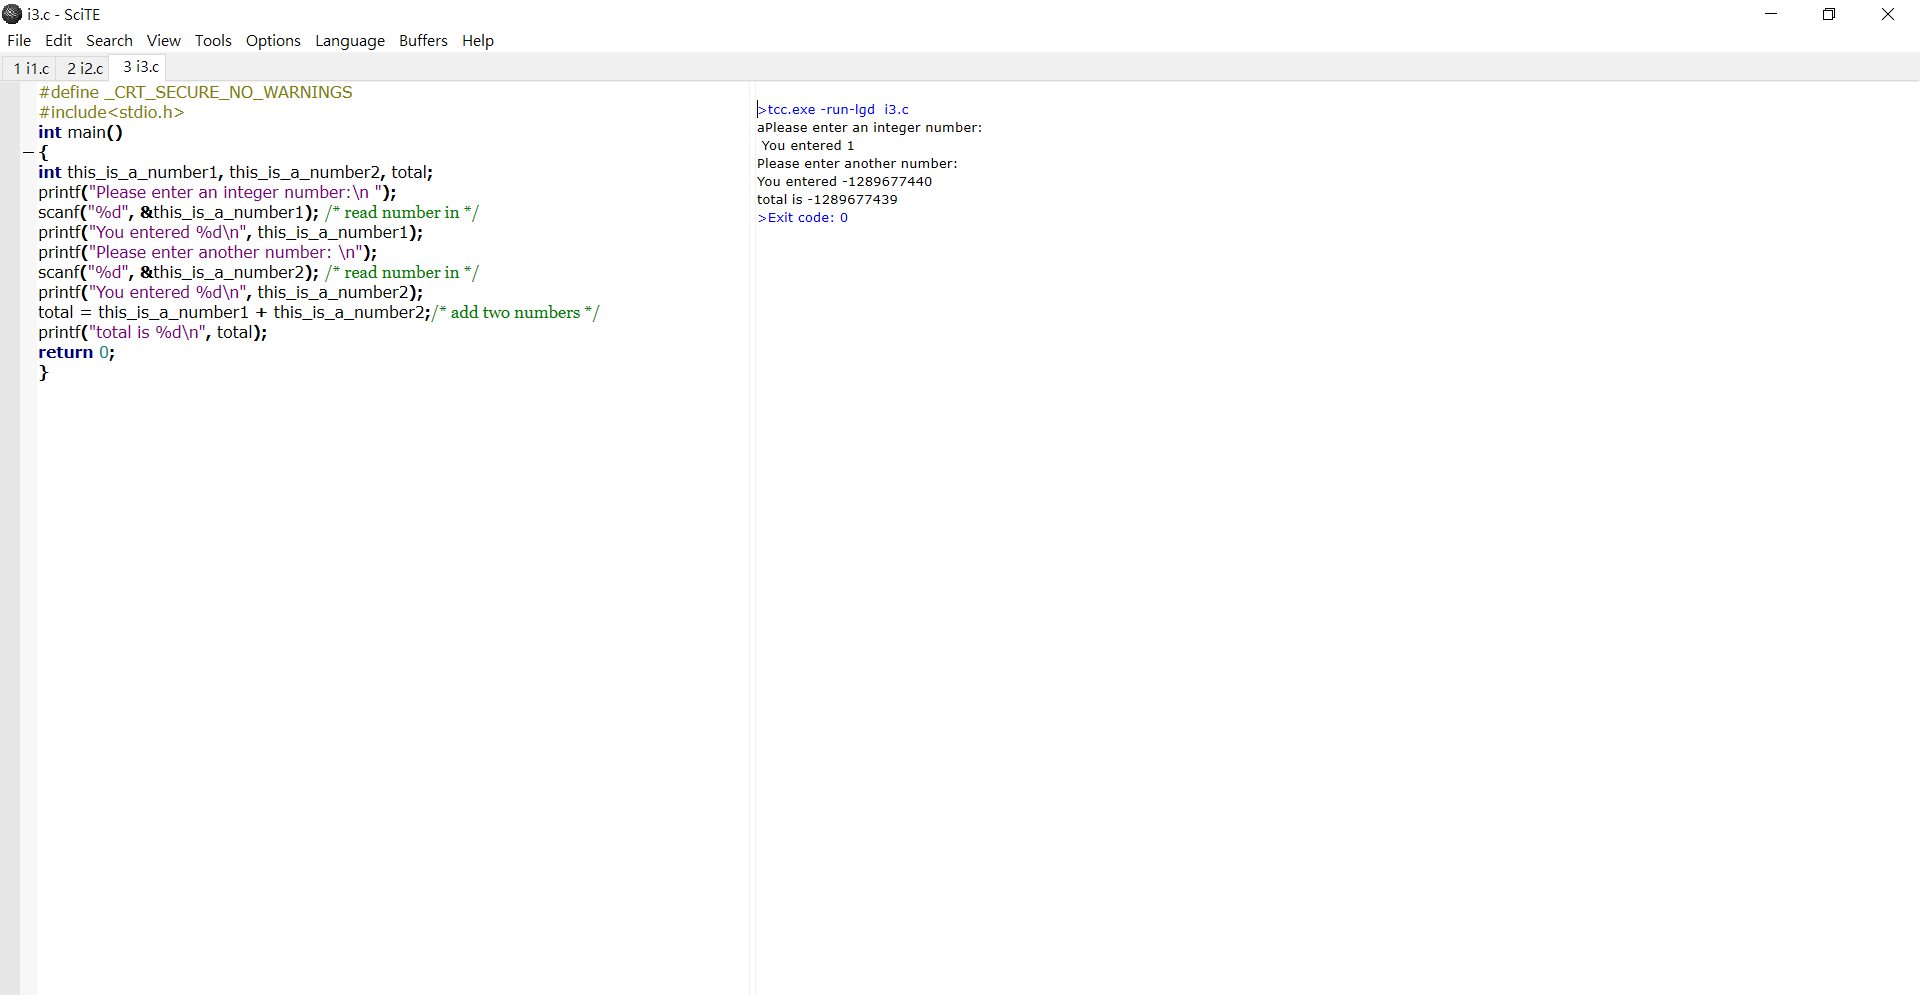 i3.c - SciTE
File Edit Search View Tools Options Language Buffers Help
1 i1.c 2 i2.c 3 i3.c
#define _CRT_SECURE_NO_WARNINGS
#include<stdio.h>
int main()
{
int this_is_a_number1, this_is_a_number2, total;
printf("Please enter an integer number:\n ");
scanf("%d", &this_is_a_number1); /* read number in */
printf("You entered %d\n", this_is_a_number1);
printf("Please enter another number: \n");
scanf("%d", &this_is_a_number2); /* read number in */
printf("You entered %d\n", this_is_a_number2);
total = this_is_a_number1 + this_is_a_number2;/* add two numbers */
printf("total is %d\n", total);
return 0;
}
>tcc.exe -run-lgd  i3.c
aPlease enter an integer number:
 You entered 1
Please enter another number:
You entered -1289677440
total is -1289677439
>Exit code: 0